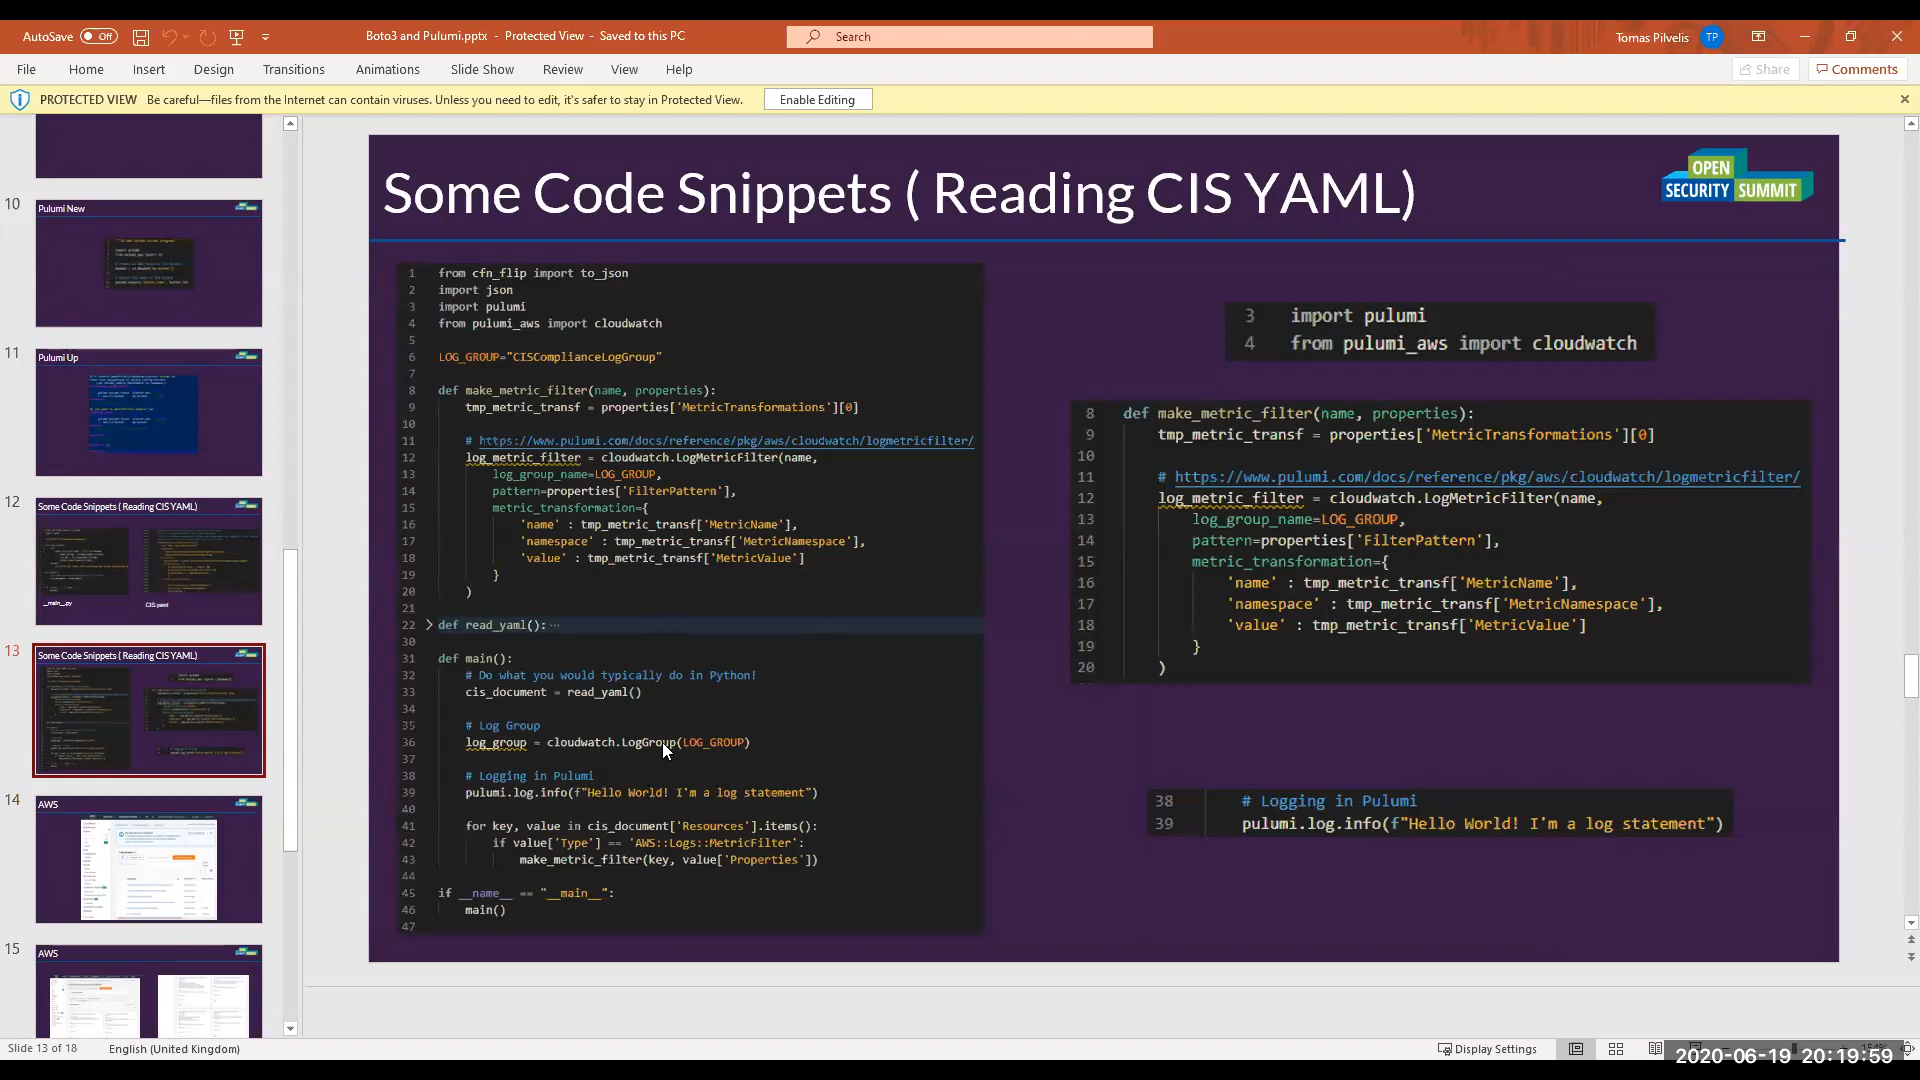 AutoSave Off
Boto3 and Pulumi.pptx - Protected View - Saved to this PC
Search
Tomas Pilvelis
TP
File Home Insert Design Transitions Animations Slide Show Review View Help
Share
Comments
PROTECTED VIEW Be careful—files from the Internet can contain viruses. Unless you need to edit, it's safer to stay in Protected View.
Enable Editing
10
Pulumi New
11
Pulumi Up
12
Some Code Snippets ( Reading CIS YAML)
__main__.py
CIS.yaml
13
Some Code Snippets ( Reading CIS YAML)
14
AWS
15
AWS
Some Code Snippets ( Reading CIS YAML)
OPEN
SECURITY SUMMIT
1 from cfn_flip import to_json
2 import json
3 import pulumi
4 from pulumi_aws import cloudwatch
5
6 LOG_GROUP="CISComplianceLogGroup"
7
8 def make_metric_filter(name, properties):
9 tmp_metric_transf = properties['MetricTransformations'][0]
10
11 # https://www.pulumi.com/docs/reference/pkg/aws/cloudwatch/logmetricfilter/
12 log_metric_filter = cloudwatch.LogMetricFilter(name,
13 log_group_name=LOG_GROUP,
14 pattern=properties['FilterPattern'],
15 metric_transformation={
16 'name' : tmp_metric_transf['MetricName'],
17 'namespace' : tmp_metric_transf['MetricNamespace'],
18 'value' : tmp_metric_transf['MetricValue']
19 }
20 )
21
22 > def read_yaml(): ...
30
31 def main():
32 # Do what you would typically do in Python!
33 cis_document = read_yaml()
34
35 # Log Group
36 log_group = cloudwatch.LogGroup(LOG_GROUP)
37
38 # Logging in Pulumi
39 pulumi.log.info(f"Hello World! I'm a log statement")
40
41 for key, value in cis_document['Resources'].items():
42 if value['Type'] == 'AWS::Logs::MetricFilter':
43 make_metric_filter(key, value['Properties'])
44
45 if __name__ == "__main__":
46 main()
47
3 import pulumi
4 from pulumi_aws import cloudwatch
8 def make_metric_filter(name, properties):
9 tmp_metric_transf = properties['MetricTransformations'][0]
10
11 # https://www.pulumi.com/docs/reference/pkg/aws/cloudwatch/logmetricfilter/
12 log_metric_filter = cloudwatch.LogMetricFilter(name,
13 log_group_name=LOG_GROUP,
14 pattern=properties['FilterPattern'],
15 metric_transformation={
16 'name' : tmp_metric_transf['MetricName'],
17 'namespace' : tmp_metric_transf['MetricNamespace'],
18 'value' : tmp_metric_transf['MetricValue']
19 }
20 )
38 # Logging in Pulumi
39 pulumi.log.info(f"Hello World! I'm a log statement")
Slide 13 of 18
English (United Kingdom)
Display Settings
2020-06-19 20:19:59